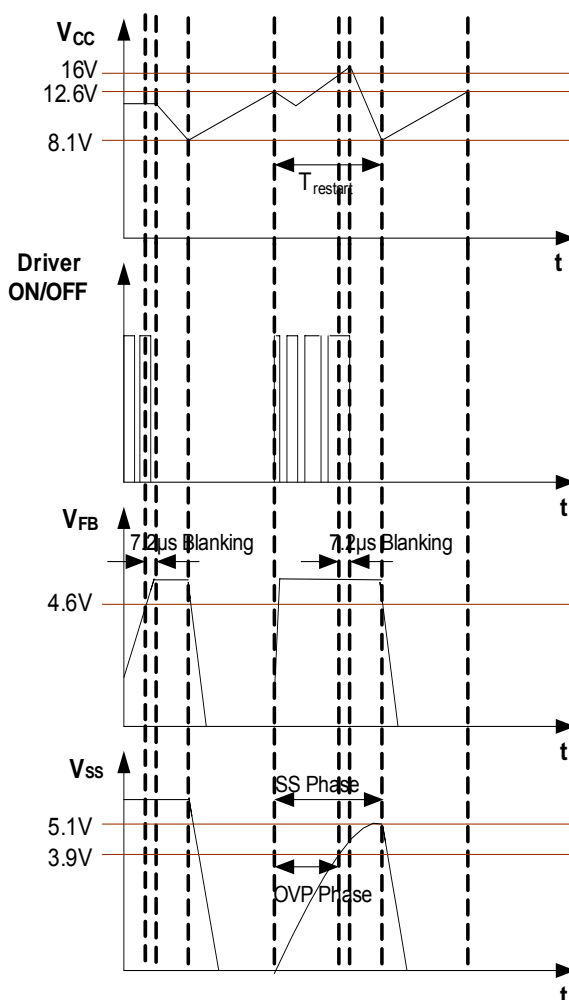 VCC
16V
12.6V
8.1V
Trestart
t
Driver
ON/OFF
t
VFB
7.2µs Blanking
7.2µs Blanking
4.6V
t
VSS
SS Phase
5.1V
3.9V
OVP Phase
t